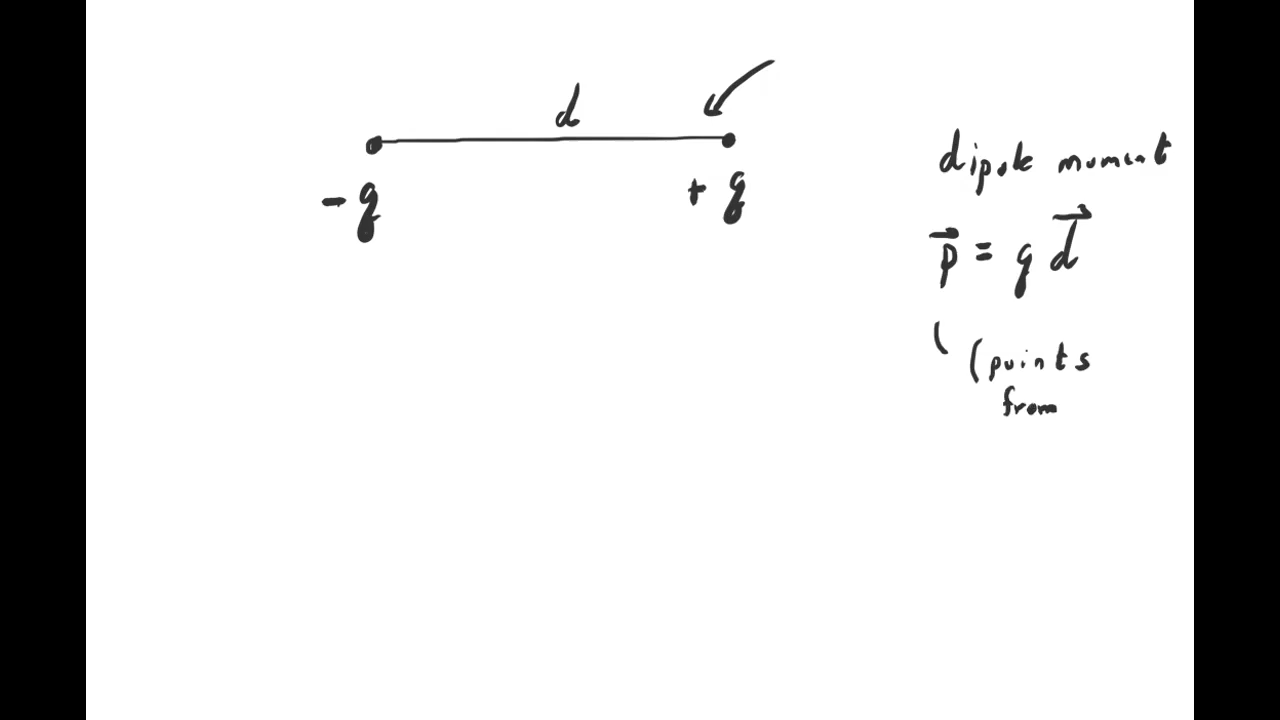 d
- q
+ q
dipole moment
p⃗ = q d⃗
( (points
from